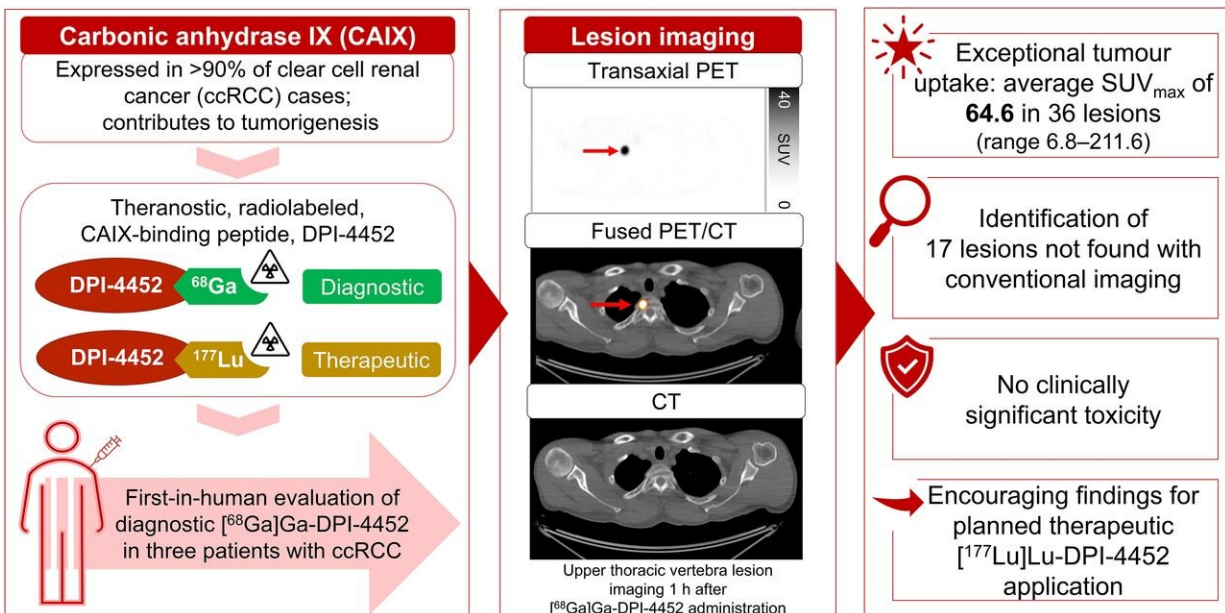 Carbonic anhydrase IX (CAIX)
Expressed in >90% of clear cell renal
cancer (ccRCC) cases;
contributes to tumorigenesis
Theranostic, radiolabeled,
CAIX-binding peptide, DPI-4452
DPI-4452 ⁶⁸Ga Diagnostic
DPI-4452 ¹⁷⁷Lu Therapeutic
First-in-human evaluation of
diagnostic [⁶⁸Ga]Ga-DPI-4452
in three patients with ccRCC
Lesion imaging
Transaxial PET
40
SUV
0
Fused PET/CT
CT
Upper thoracic vertebra lesion
imaging 1 h after
[⁶⁸Ga]Ga-DPI-4452 administration
Exceptional tumour
uptake: average SUVmax of
64.6 in 36 lesions
(range 6.8–211.6)
Identification of
17 lesions not found with
conventional imaging
No clinically
significant toxicity
Encouraging findings for
planned therapeutic
[¹⁷⁷Lu]Lu-DPI-4452
application